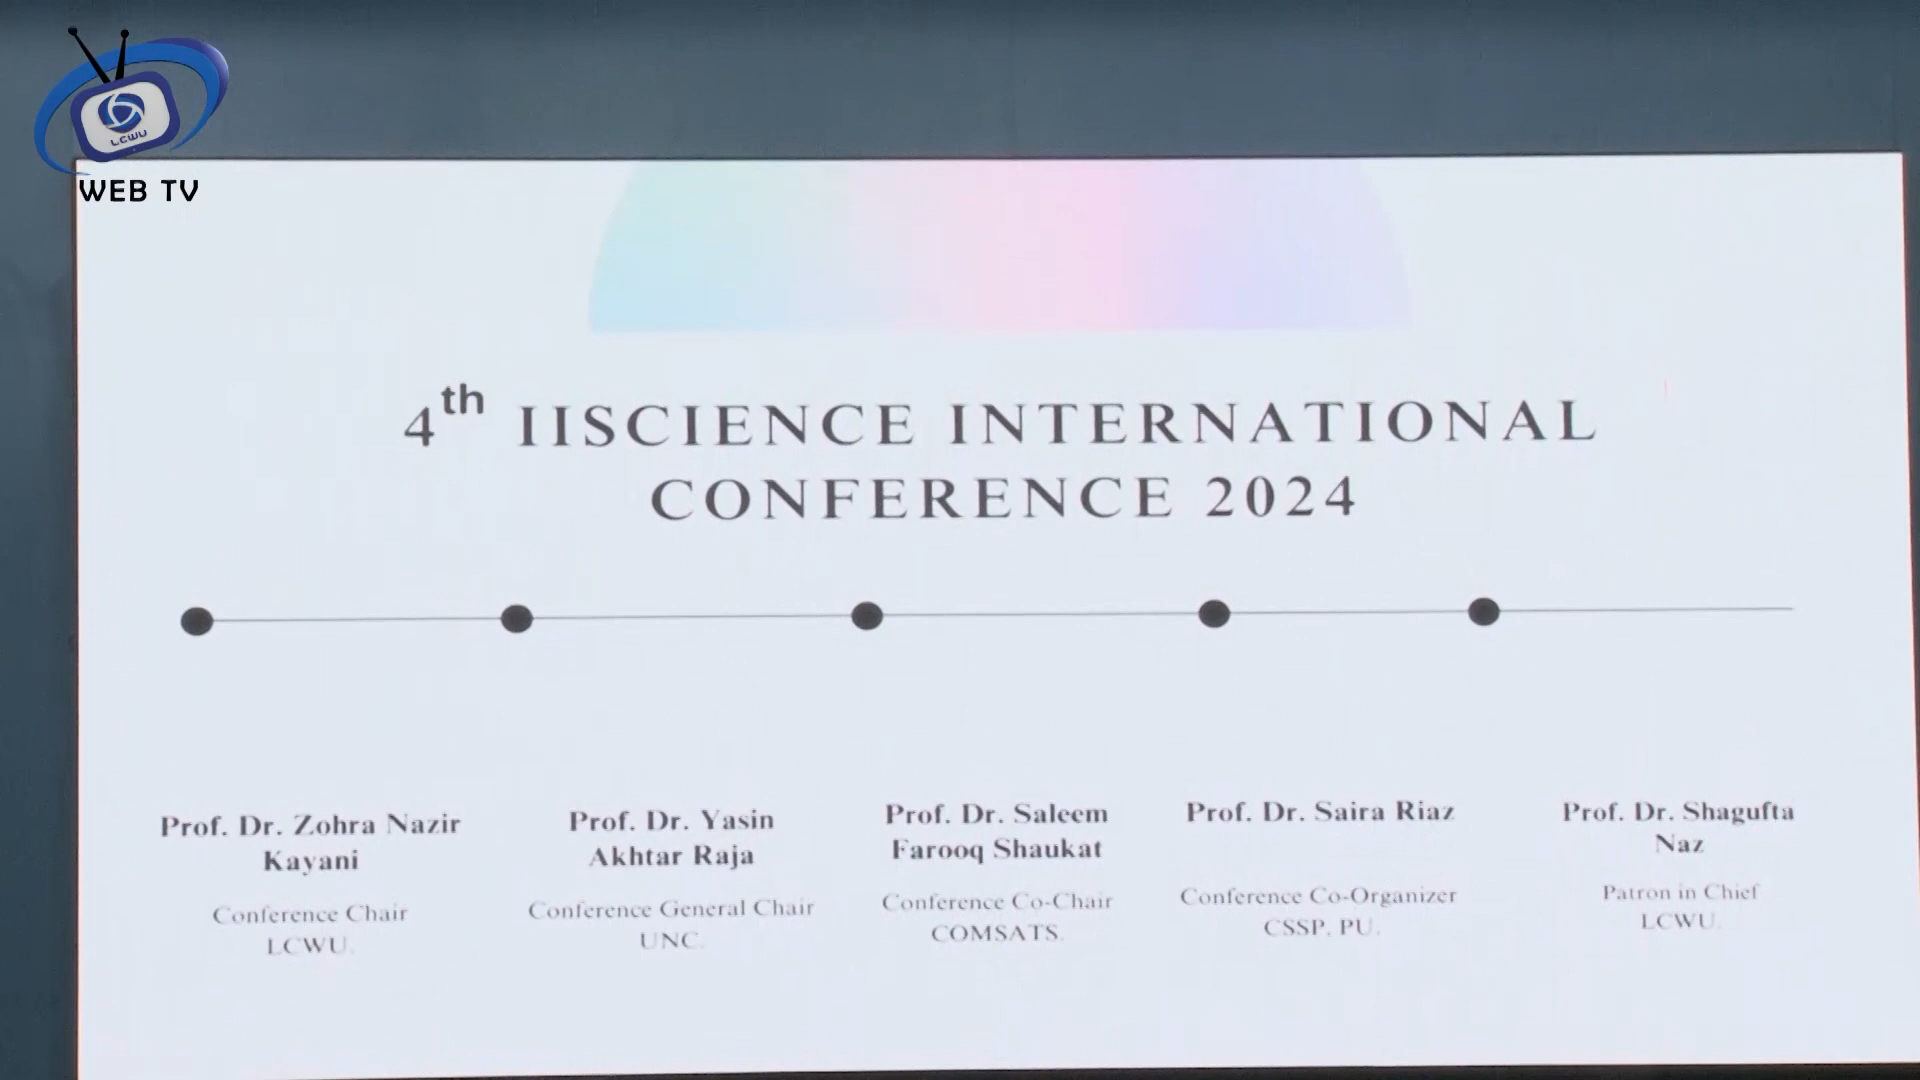 LCWU
WEB TV
4th IISCIENCE INTERNATIONAL
CONFERENCE 2024
Prof. Dr. Zohra Nazir
Kayani
Conference Chair
LCWU.
Prof. Dr. Yasin
Akhtar Raja
Conference General Chair
UNC.
Prof. Dr. Saleem
Farooq Shaukat
Conference Co-Chair
COMSATS.
Prof. Dr. Saira Riaz
Conference Co-Organizer
CSSP, PU.
Prof. Dr. Shagufta
Naz
Patron in Chief
LCWU.